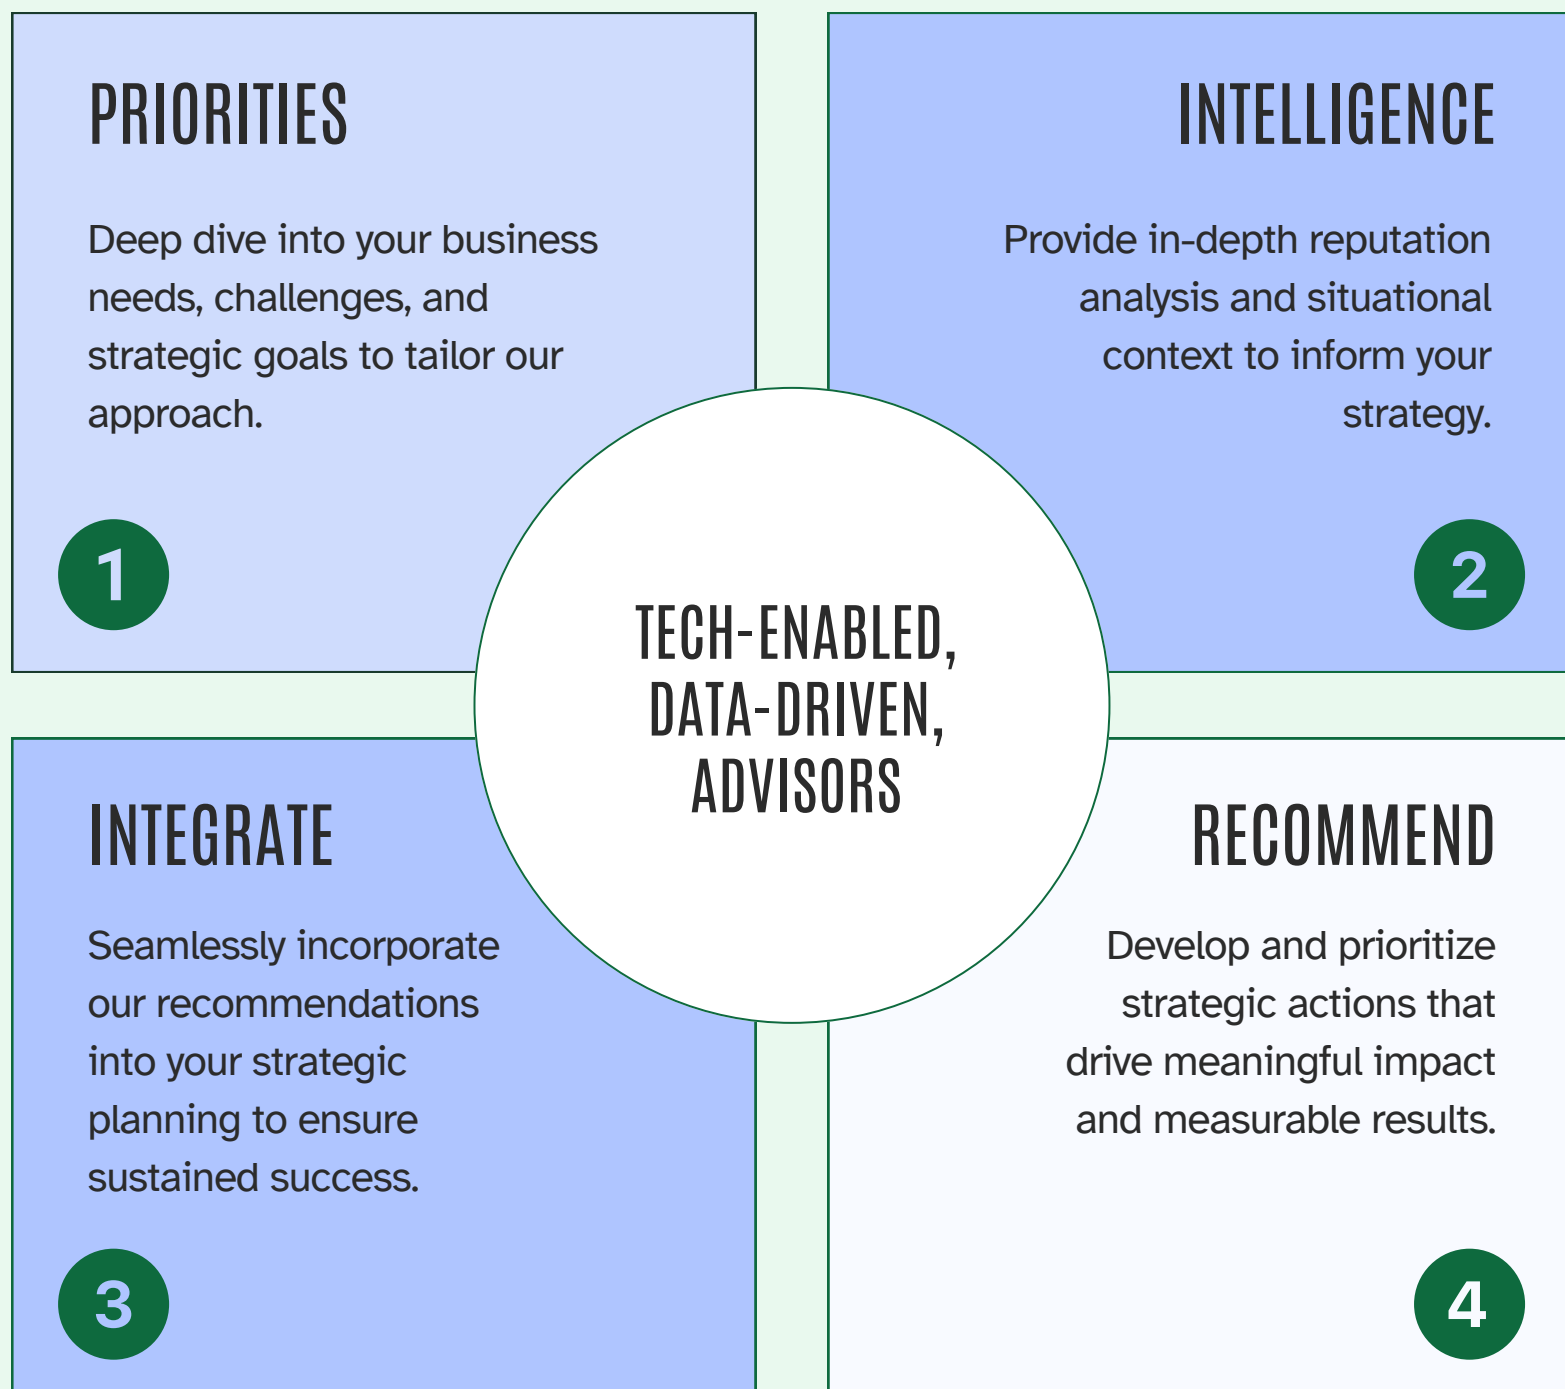 PRIORITIES
Deep dive into your business
needs, challenges, and
strategic goals to tailor our
approach.
1
INTELLIGENCE
Provide in-depth reputation
analysis and situational
context to inform your
strategy.
2
TECH-ENABLED,
DATA-DRIVEN,
ADVISORS
INTEGRATE
Seamlessly incorporate
our recommendations
into your strategic
planning to ensure
sustained success.
3
RECOMMEND
Develop and prioritize
strategic actions that
drive meaningful impact
and measurable results.
4